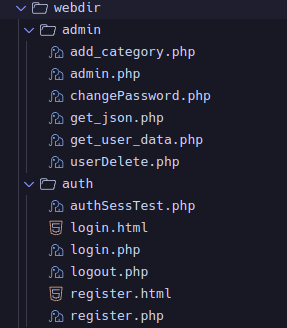 webdir
admin
add_category.php
admin.php
changePassword.php
get_json.php
get_user_data.php
userDelete.php
auth
authSessTest.php
login.html
login.php
logout.php
register.html
register.php